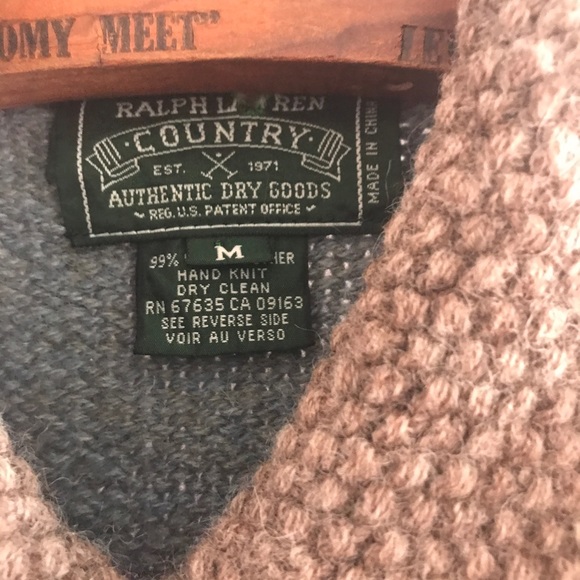 OMY MEET"
RALPH LAUREN
COUNTRY
EST. 1971
AUTHENTIC DRY GOODS
~ REG. U.S. PATENT OFFICE ~
MADE IN CHINA
M
99% HER
HAND KNIT
DRY CLEAN
RN 67635 CA 09163
SEE REVERSE SIDE
VOIR AU VERSO